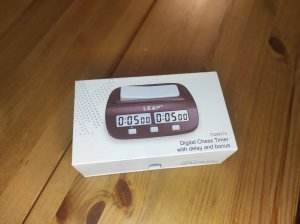 LEAP
0:05 00 0:05 00
Digital Chess Timer
with delay and bonus